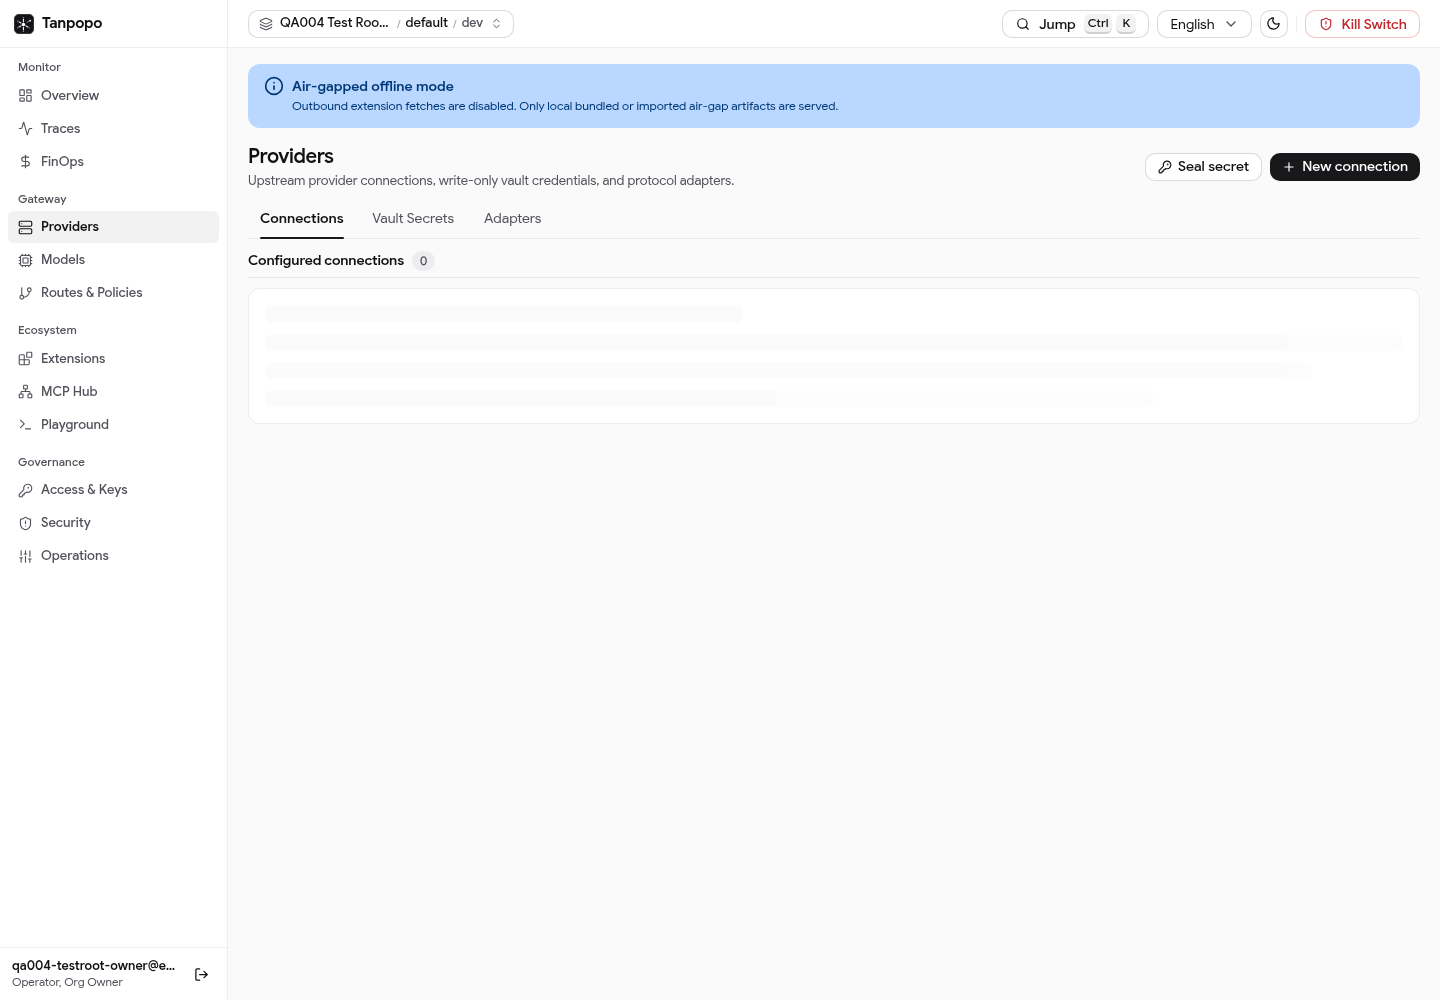 Tanpopo
QA004 Test Roo... / default / dev
Jump Ctrl K
English
Kill Switch
Monitor
Overview
Traces
FinOps
Gateway
Providers
Models
Routes & Policies
Ecosystem
Extensions
MCP Hub
Playground
Governance
Access & Keys
Security
Operations
qa004-testroot-owner@e...
Operator, Org Owner
Air-gapped offline mode
Outbound extension fetches are disabled. Only local bundled or imported air-gap artifacts are served.
Providers
Upstream provider connections, write-only vault credentials, and protocol adapters.
Seal secret
New connection
Connections Vault Secrets Adapters
Configured connections 0